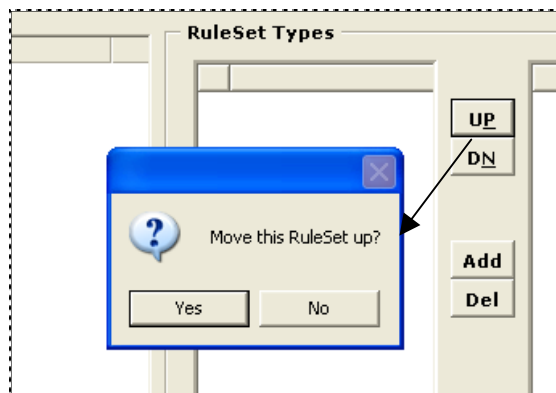 RuleSet Types
UP
DN
Move this RuleSet up?
Add
Del
Yes
No